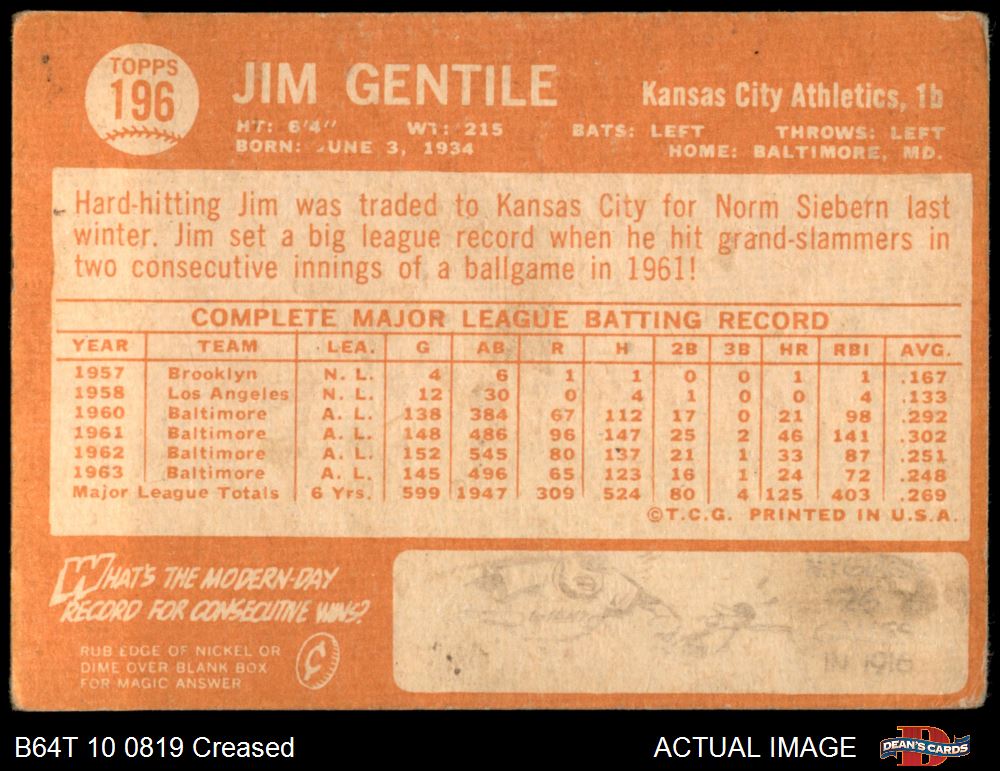 TOPPS
196
JIM GENTILE
Kansas City Athletics, 1b
HT: 6'4" WT: 215 BATS: LEFT THROWS: LEFT
BORN: JUNE 3, 1934 HOME: BALTIMORE, MD.
Hard-hitting Jim was traded to Kansas City for Norm Siebern last
winter. Jim set a big league record when he hit grand-slammers in
two consecutive innings of a ballgame in 1961!
COMPLETE MAJOR LEAGUE BATTING RECORD
YEAR TEAM LEA. G AB R H 2B 3B HR RBI AVG.
1957 Brooklyn N. L. 4 6 1 1 0 0 1 1 .167
1958 Los Angeles N. L. 12 30 0 4 1 0 0 4 .133
1960 Baltimore A. L. 138 384 67 112 17 0 21 98 .292
1961 Baltimore A. L. 148 486 96 147 25 2 46 141 .302
1962 Baltimore A. L. 152 545 80 137 21 1 33 87 .251
1963 Baltimore A. L. 145 496 65 123 16 1 24 72 .248
Major League Totals 6 Yrs. 599 1947 309 524 80 4 125 403 .269
©T.C.G. PRINTED IN U.S.A.
WHAT'S THE MODERN-DAY
RECORD FOR CONSECUTIVE WINS?
RUB EDGE OF NICKEL OR
DIME OVER BLANK BOX
FOR MAGIC ANSWER
26
IN 1916
B64T 10 0819 Creased
ACTUAL IMAGE
DEAN'S CARDS